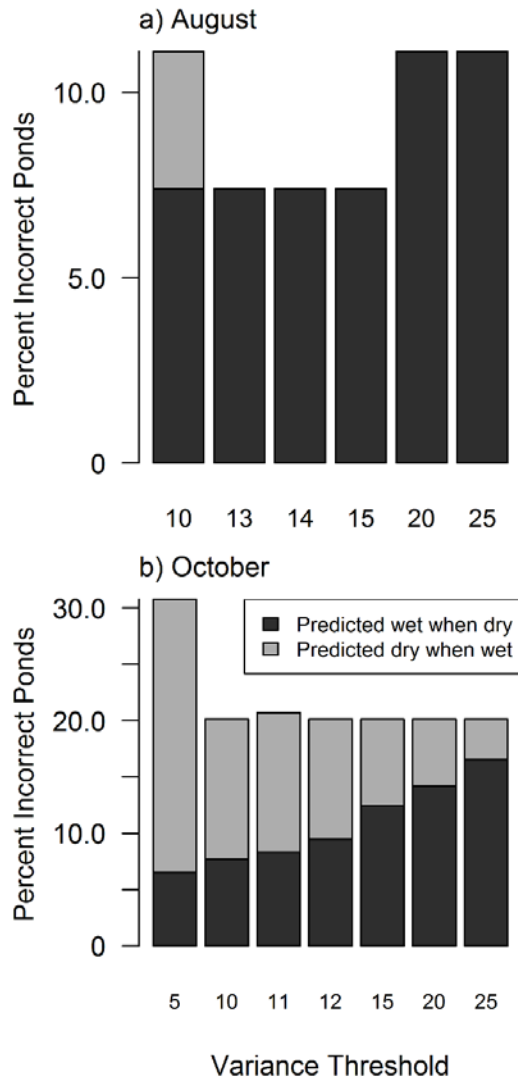 a) August
Percent Incorrect Ponds
10.0
5.0
0
10 13 14 15 20 25
b) October
Percent Incorrect Ponds
30.0
20.0
10.0
0
Predicted wet when dry
Predicted dry when wet
5 10 11 12 15 20 25
Variance Threshold